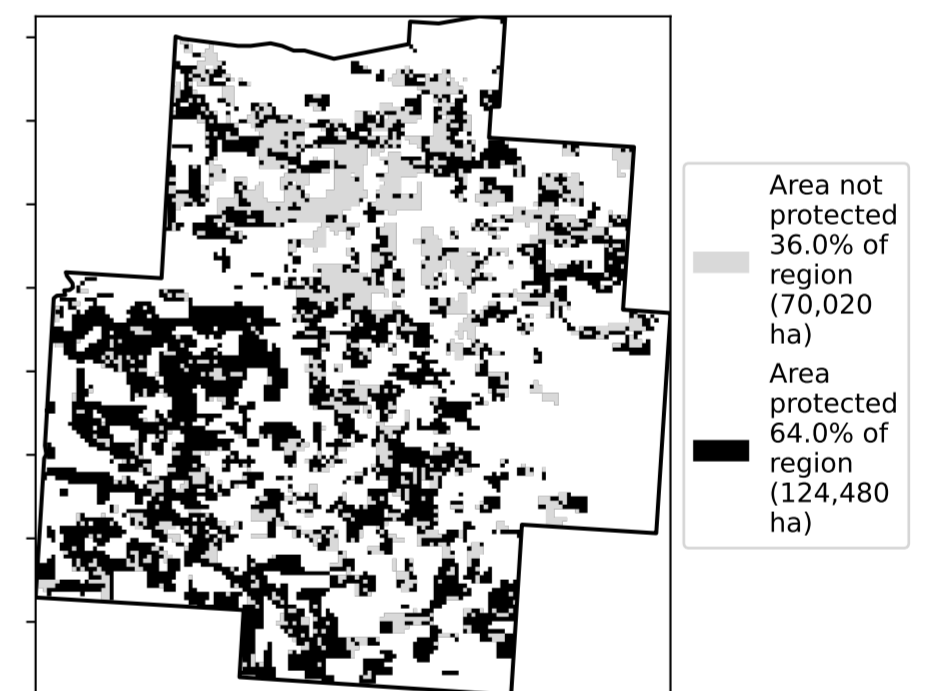 Area not
protected
36.0% of
region
(70,020
ha)
Area
protected
64.0% of
region
(124,480
ha)